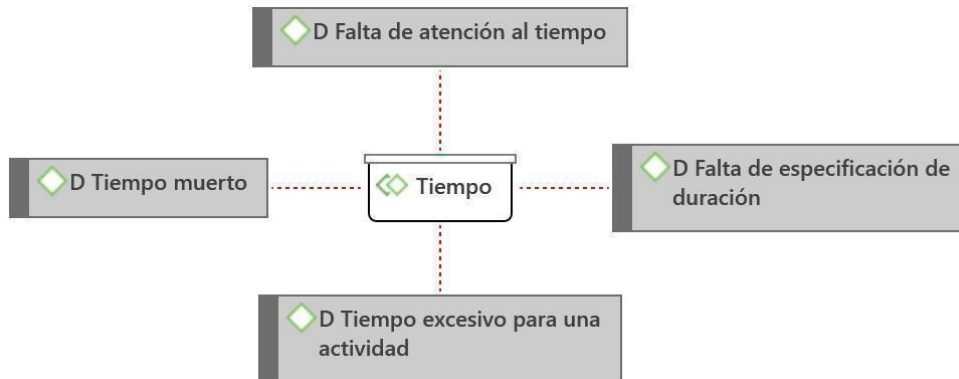 D Falta de atención al tiempo
D Tiempo muerto
Tiempo
D Falta de especificación de
duración
D Tiempo excesivo para una
actividad